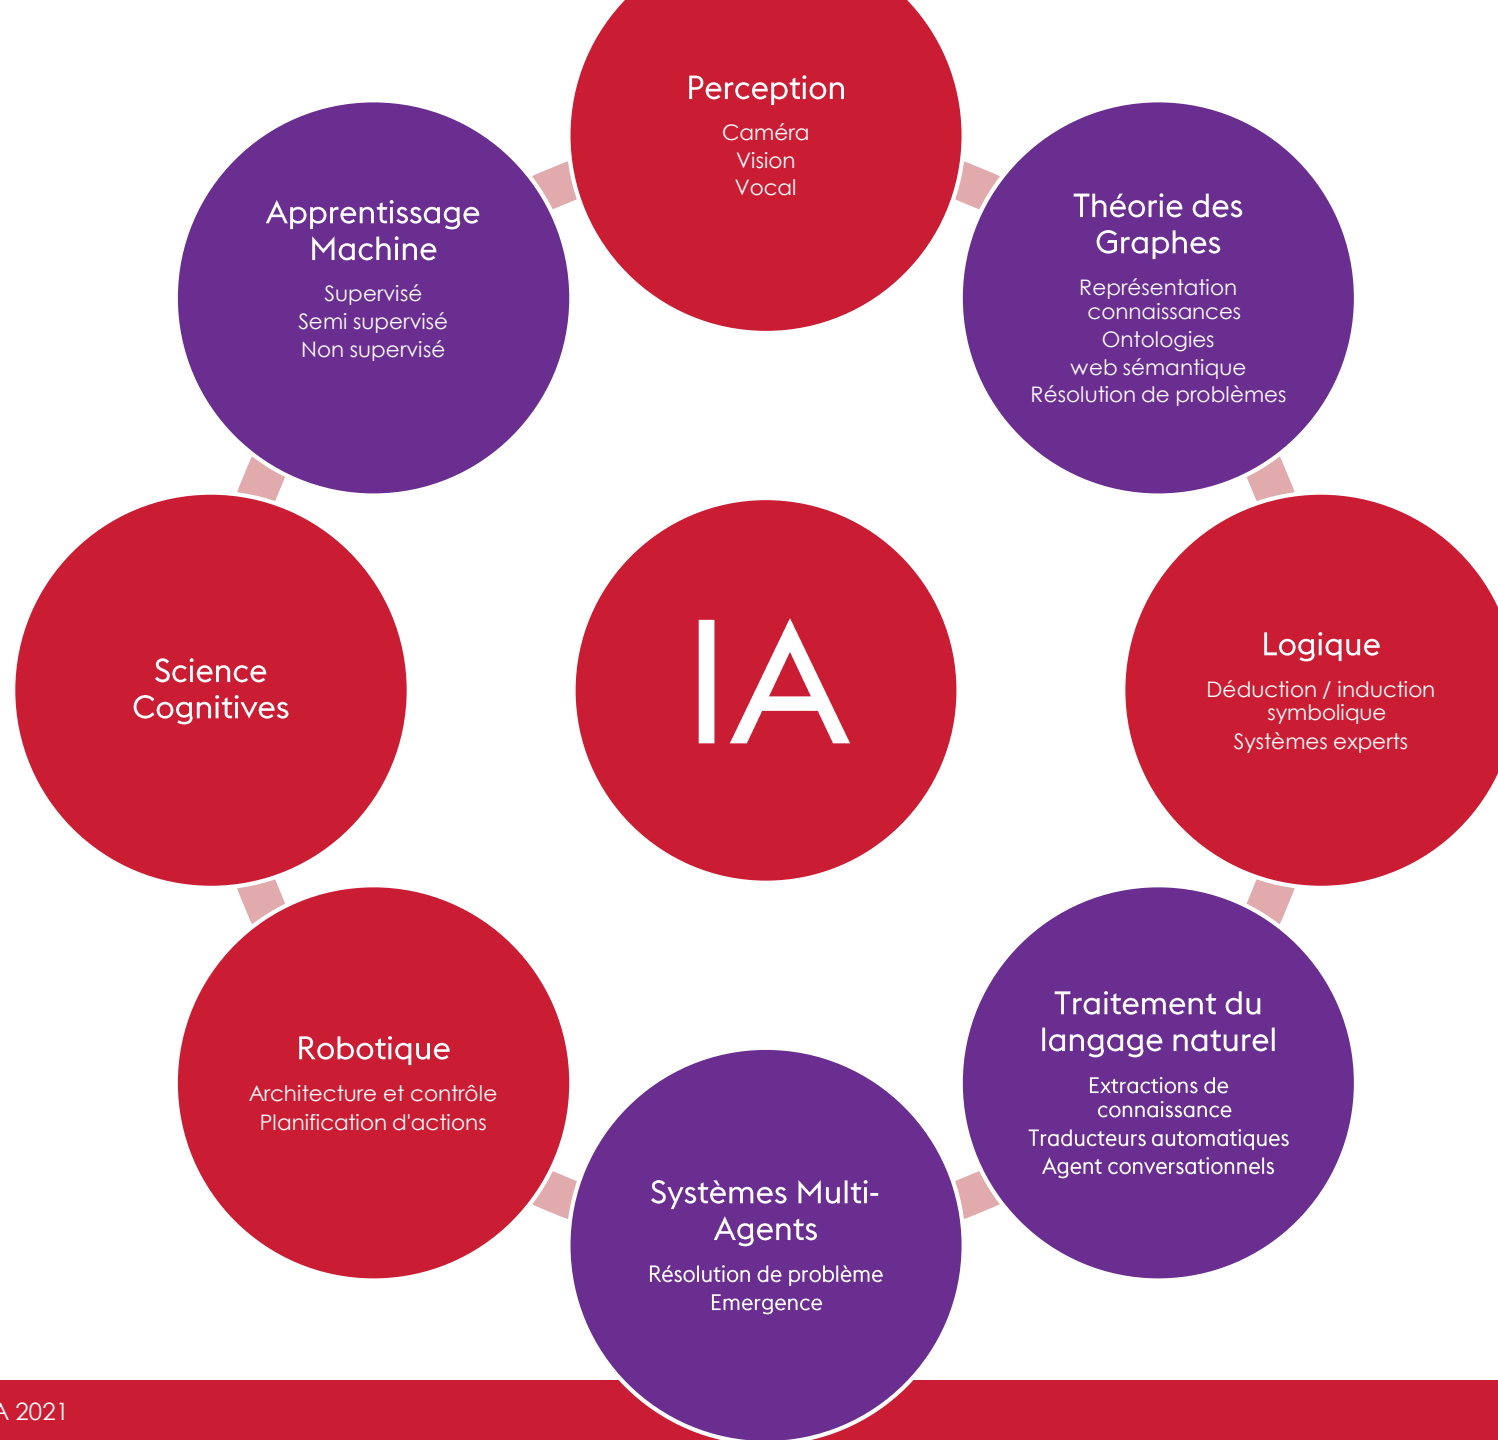 Perception
Caméra
Vision
Vocal
Théorie des
Graphes
Représentation
connaissances
Ontologies
web sémantique
Résolution de problèmes
Logique
Déduction / induction
symbolique
Systèmes experts
Traitement du
langage naturel
Extractions de
connaissance
Traducteurs automatiques
Agent conversationnels
Systèmes Multi-
Agents
Résolution de problème
Emergence
Robotique
Architecture et contrôle
Planification d'actions
Science
Cognitives
Apprentissage
Machine
Supervisé
Semi supervisé
Non supervisé
IA
A 2021